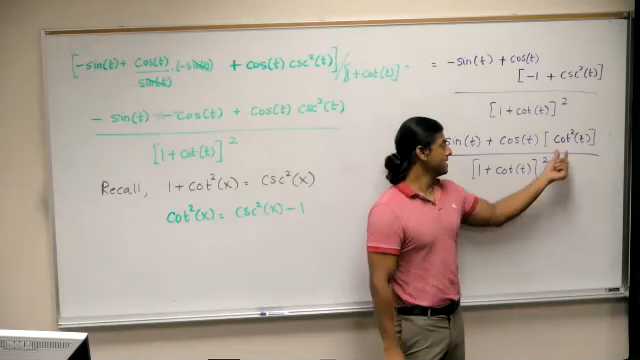 [-sin(t) + cos(t)/sin(t) · (-sin(t)) + cos(t) csc²(t)] / [1 + cot(t)]²
- sin(t) - cos(t) + cos(t) csc²(t)
[1 + cot(t)]²
Recall, 1 + cot²(x) = csc²(x)
cot²(x) = csc²(x) - 1
= -sin(t) + cos(t)
[-1 + csc²(t)]
[1 + cot(t)]²
sin(t) + cos(t) [cot²(t)]
[1 + cot(t)]²